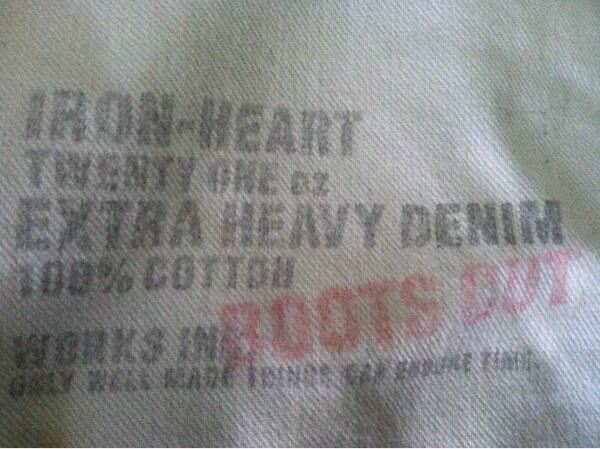 IRON-HEART
TWENTY ONE oz
EXTRA HEAVY DENIM
100% COTTON
BOOTS CUT.
WORKS INC.
ONLY WELL MADE THINGS CAN ENDURE TIME.